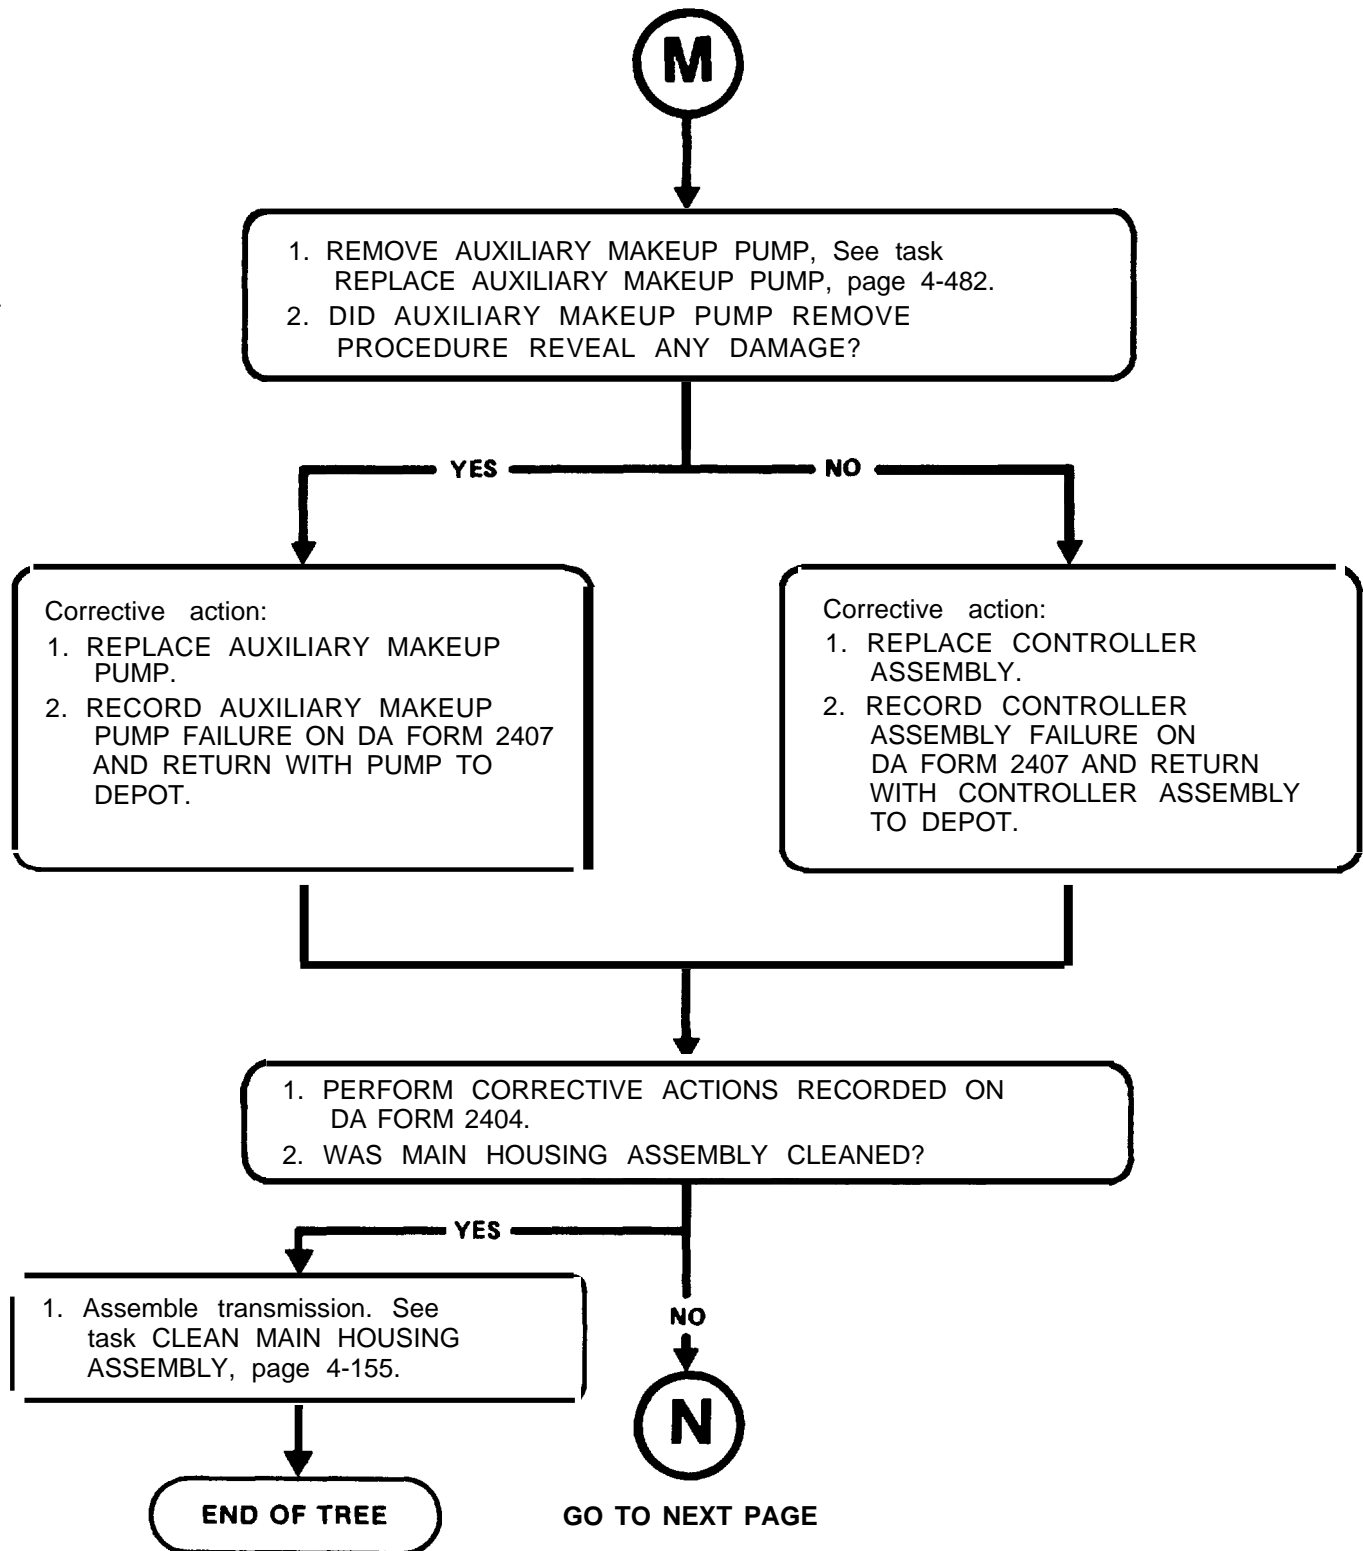 M
1. REMOVE AUXILIARY MAKEUP PUMP, See task
REPLACE AUXILIARY MAKEUP PUMP, page 4-482.
2. DID AUXILIARY MAKEUP PUMP REMOVE
PROCEDURE REVEAL ANY DAMAGE?
YES
NO
Corrective action:
1. REPLACE AUXILIARY MAKEUP
PUMP.
2. RECORD AUXILIARY MAKEUP
PUMP FAILURE ON DA FORM 2407
AND RETURN WITH PUMP TO
DEPOT.
Corrective action:
1. REPLACE CONTROLLER
ASSEMBLY.
2. RECORD CONTROLLER
ASSEMBLY FAILURE ON
DA FORM 2407 AND RETURN
WITH CONTROLLER ASSEMBLY
TO DEPOT.
1. PERFORM CORRECTIVE ACTIONS RECORDED ON
DA FORM 2404.
2. WAS MAIN HOUSING ASSEMBLY CLEANED?
YES
NO
1. Assemble transmission. See
task CLEAN MAIN HOUSING
ASSEMBLY, page 4-155.
N
END OF TREE
GO TO NEXT PAGE